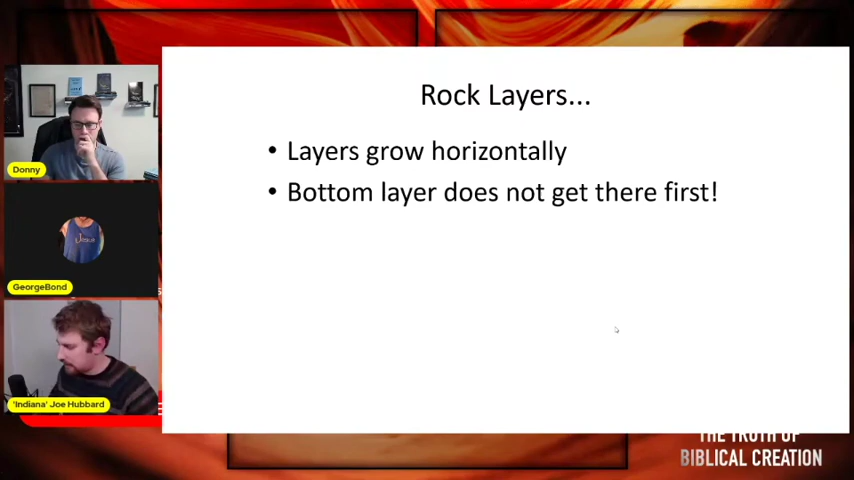 Rock Layers...
• Layers grow horizontally
• Bottom layer does not get there first!
Donny
GeorgeBond
Jesus
'Indiana' Joe Hubbard
THE TRUTH OF
BIBLICAL CREATION